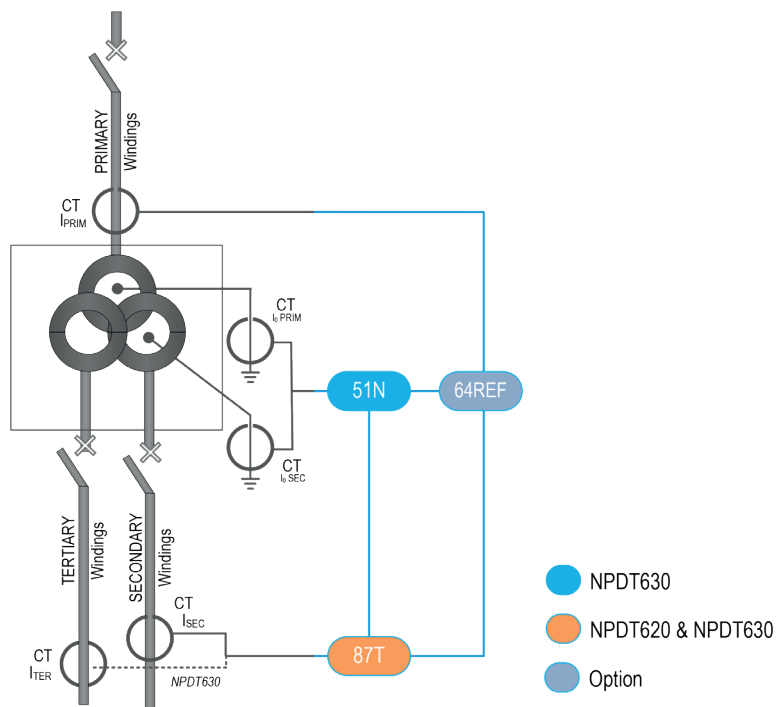 PRIMARY
Windings
CT
IPRIM
CT
I₀ PRIM
51N
64REF
CT
I₀ SEC
TERTIARY
Windings
SECONDARY
Windings
CT
ISEC
CT
ITER
NPDT630
87T
NPDT630
NPDT620 & NPDT630
Option